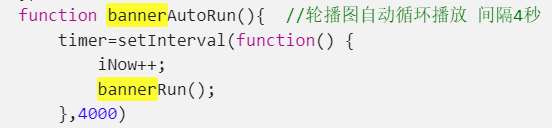 function bannerAutoRun(){  //轮播图自动循环播放 间隔4秒
    timer=setInterval(function() {
        iNow++;
        bannerRun();
    },4000)